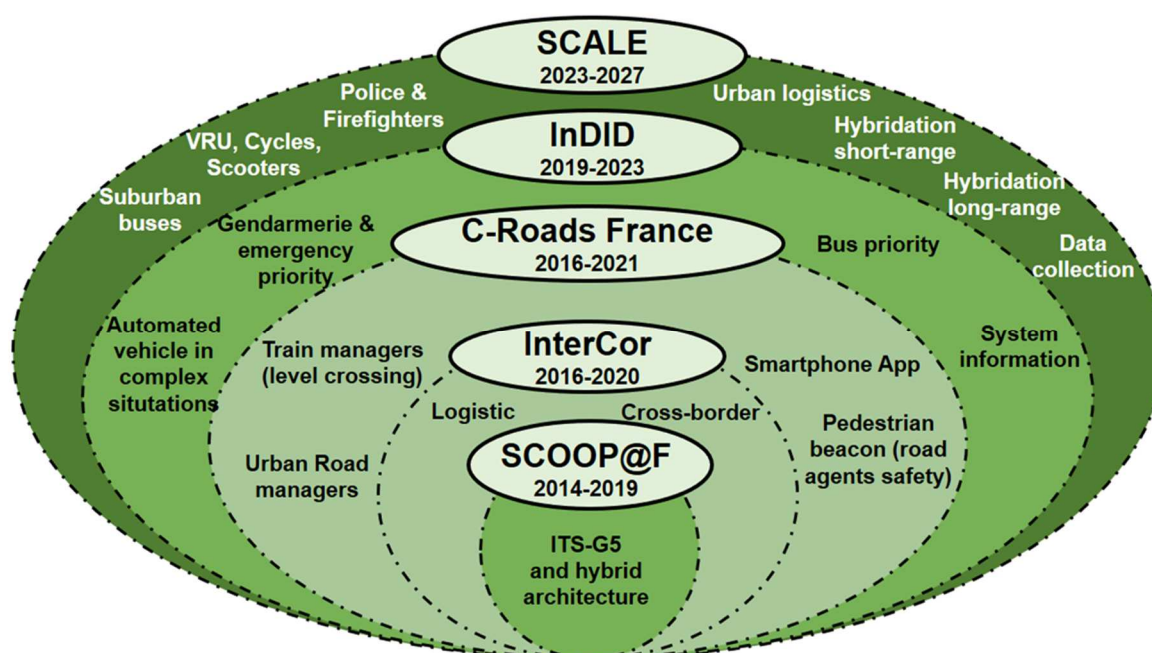 SCALE
2023-2027
Police &
Firefighters
Urban logistics
VRU, Cycles,
Scooters
Hybridation
short-range
InDID
2019-2023
Suburban
buses
Hybridation
long-range
Gendarmerie &
emergency
priority
C-Roads France
2016-2021
Bus priority
Data
collection
Automated
vehicle in
complex
situtations
Train managers
(level crossing)
InterCor
2016-2020
Smartphone App
System
information
Logistic
Cross-border
Urban Road
managers
SCOOP@F
2014-2019
Pedestrian
beacon (road
agents safety)
ITS-G5
and hybrid
architecture